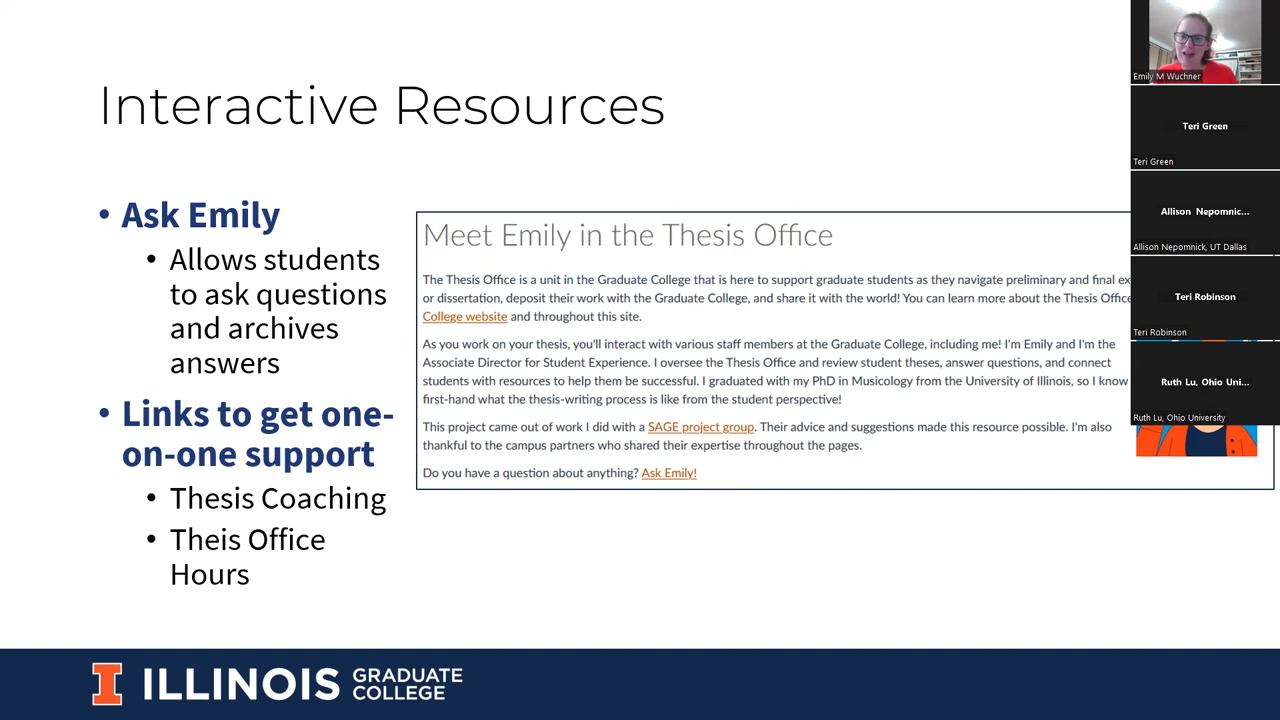 Interactive Resources
• Ask Emily
• Allows students
to ask questions
and archives
answers
• Links to get one-
on-one support
• Thesis Coaching
• Theis Office
Hours
Meet Emily in the Thesis Office
The Thesis Office is a unit in the Graduate College that is here to support graduate students as they navigate preliminary and final ex
or dissertation, deposit their work with the Graduate College, and share it with the world! You can learn more about the Thesis Office
College website and throughout this site.
As you work on your thesis, you'll interact with various staff members at the Graduate College, including me! I'm Emily and I'm the
Associate Director for Student Experience. I oversee the Thesis Office and review student theses, answer questions, and connect
students with resources to help them be successful. I graduated with my PhD in Musicology from the University of Illinois, so I know
first-hand what the thesis-writing process is like from the student perspective!
This project came out of work I did with a SAGE project group. Their advice and suggestions made this resource possible. I'm also
thankful to the campus partners who shared their expertise throughout the pages.
Do you have a question about anything? Ask Emily!
Emily M Wuchner
Teri Green
Teri Green
Allison Nepomnic...
Allison Nepomnick, UT Dallas
Teri Robinson
Teri Robinson
Ruth Lu, Ohio Uni...
Ruth Lu, Ohio University
I ILLINOIS
GRADUATE
COLLEGE